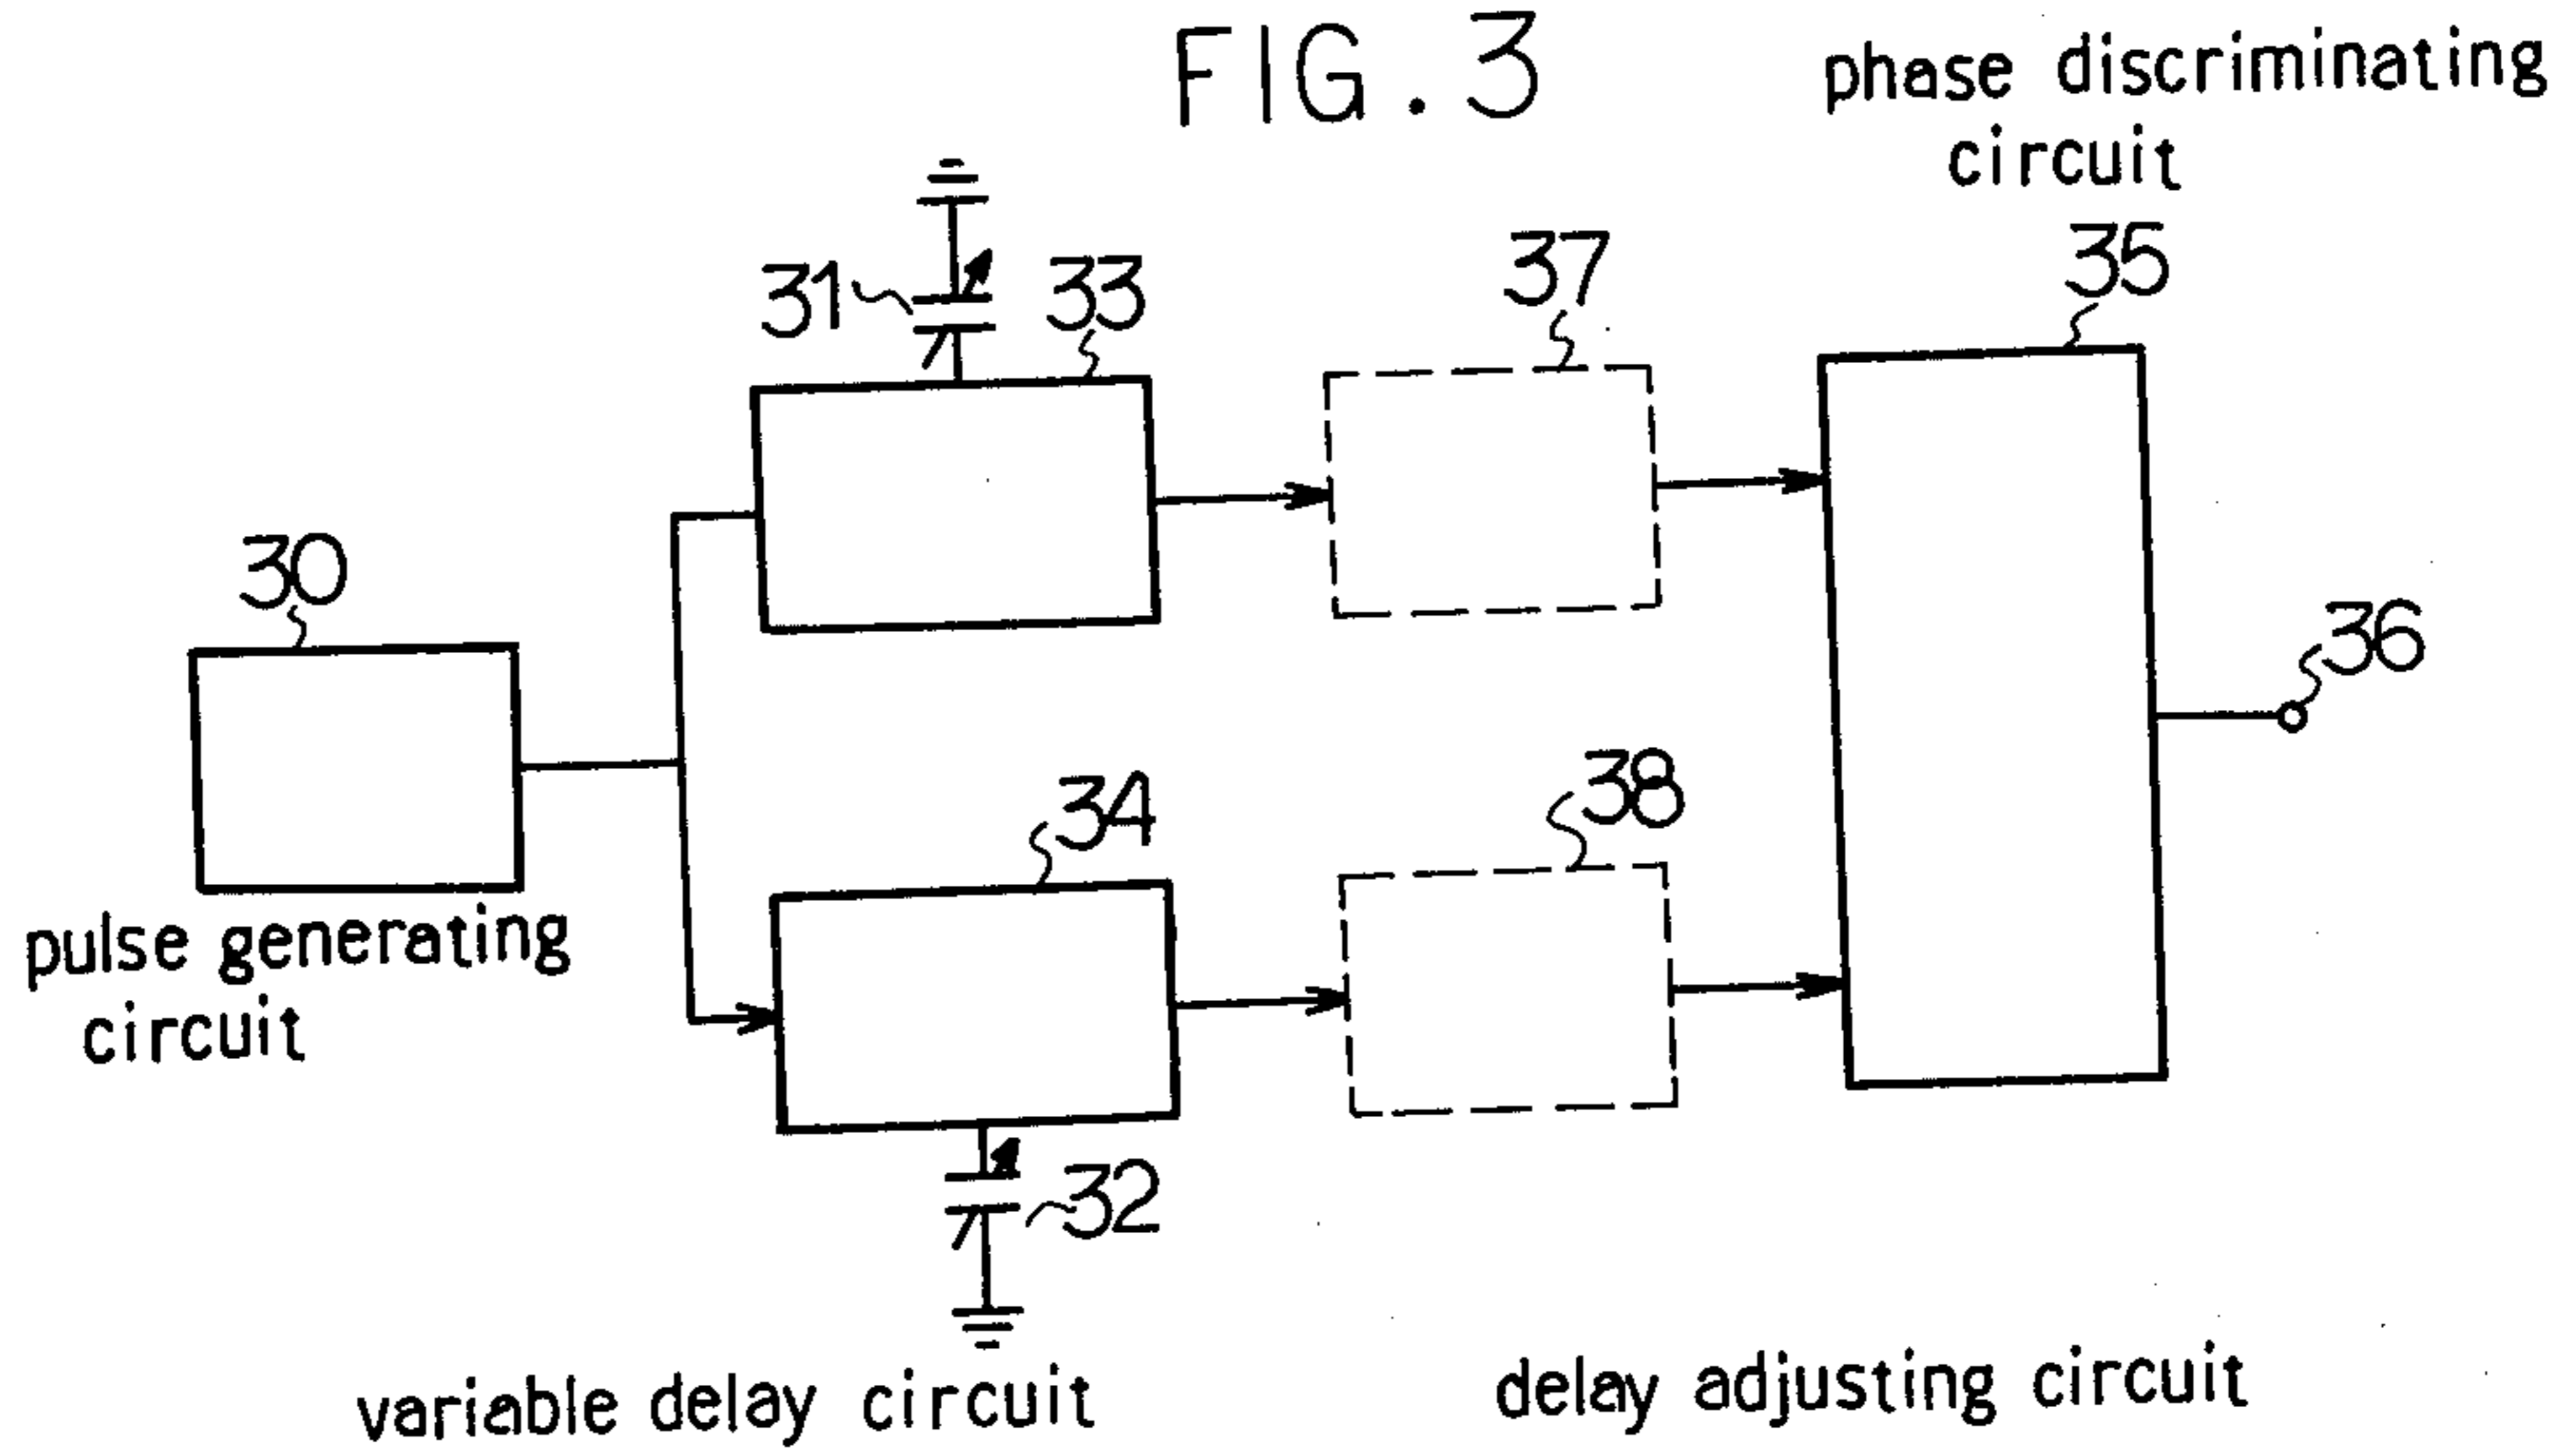 FIG. 3
phase discriminating
circuit
31
33
37
35
30
36
34
38
pulse generating
circuit
32
variable delay circuit
delay adjusting circuit